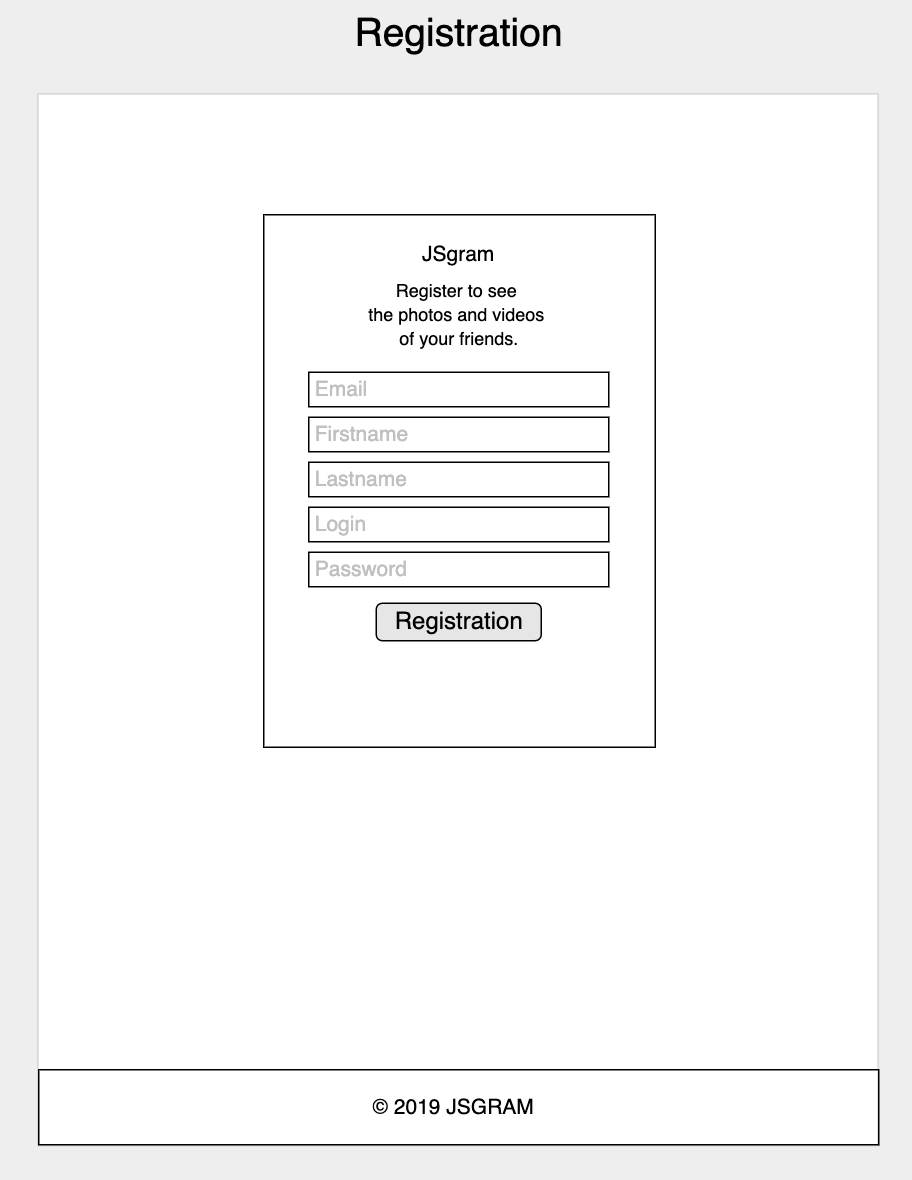 Registration
JSgram
Register to see
the photos and videos
of your friends.
Email
Firstname
Lastname
Login
Password
Registration
© 2019 JSGRAM